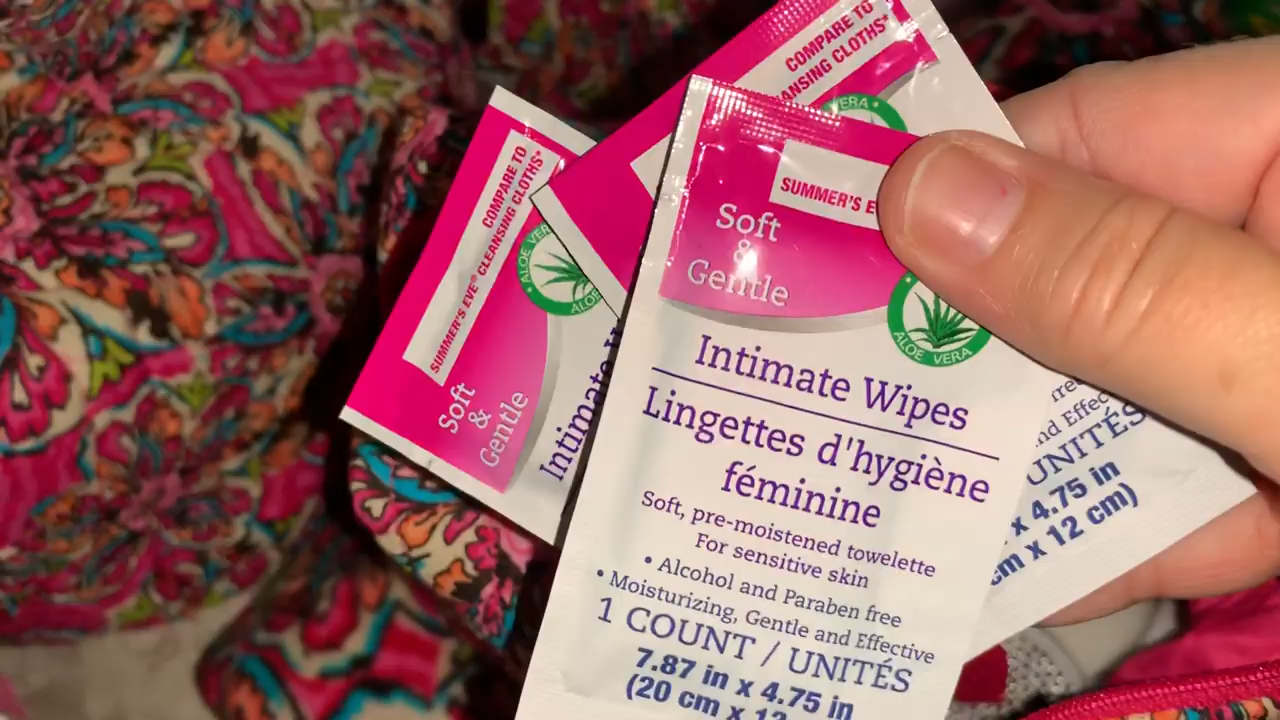 COMPARE TO
SUMMER'S EVE® CLEANSING CLOTHS*
ALOE VERA
ALOE
Soft
&
Gentle
Intimate
COMPARE TO
CLEANSING CLOTHS*
VERA
SUMMER'S
Soft
&
Gentle
ALOE VERA
Intimate Wipes
Lingettes d'hygiène
féminine
Soft, pre-moistened towelette
For sensitive skin
• Alcohol and Paraben free
• Moisturizing, Gentle and Effective
1 COUNT / UNITÉS
7.87 in x 4.75 in
(20 cm x 12
UNITÉS
x 4.75 in
cm x 12 cm)